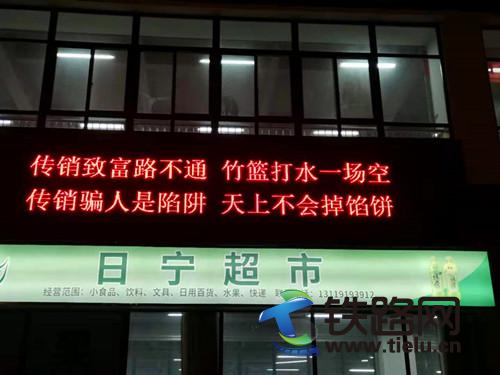 传销致富路不通 竹篮打水一场空
传销骗人是陷阱 天上不会掉馅饼
日宁超市
经营范围：小食品、饮料、文具、日用百货、水果、快递
13119193912
铁路网
www.tielu.cn